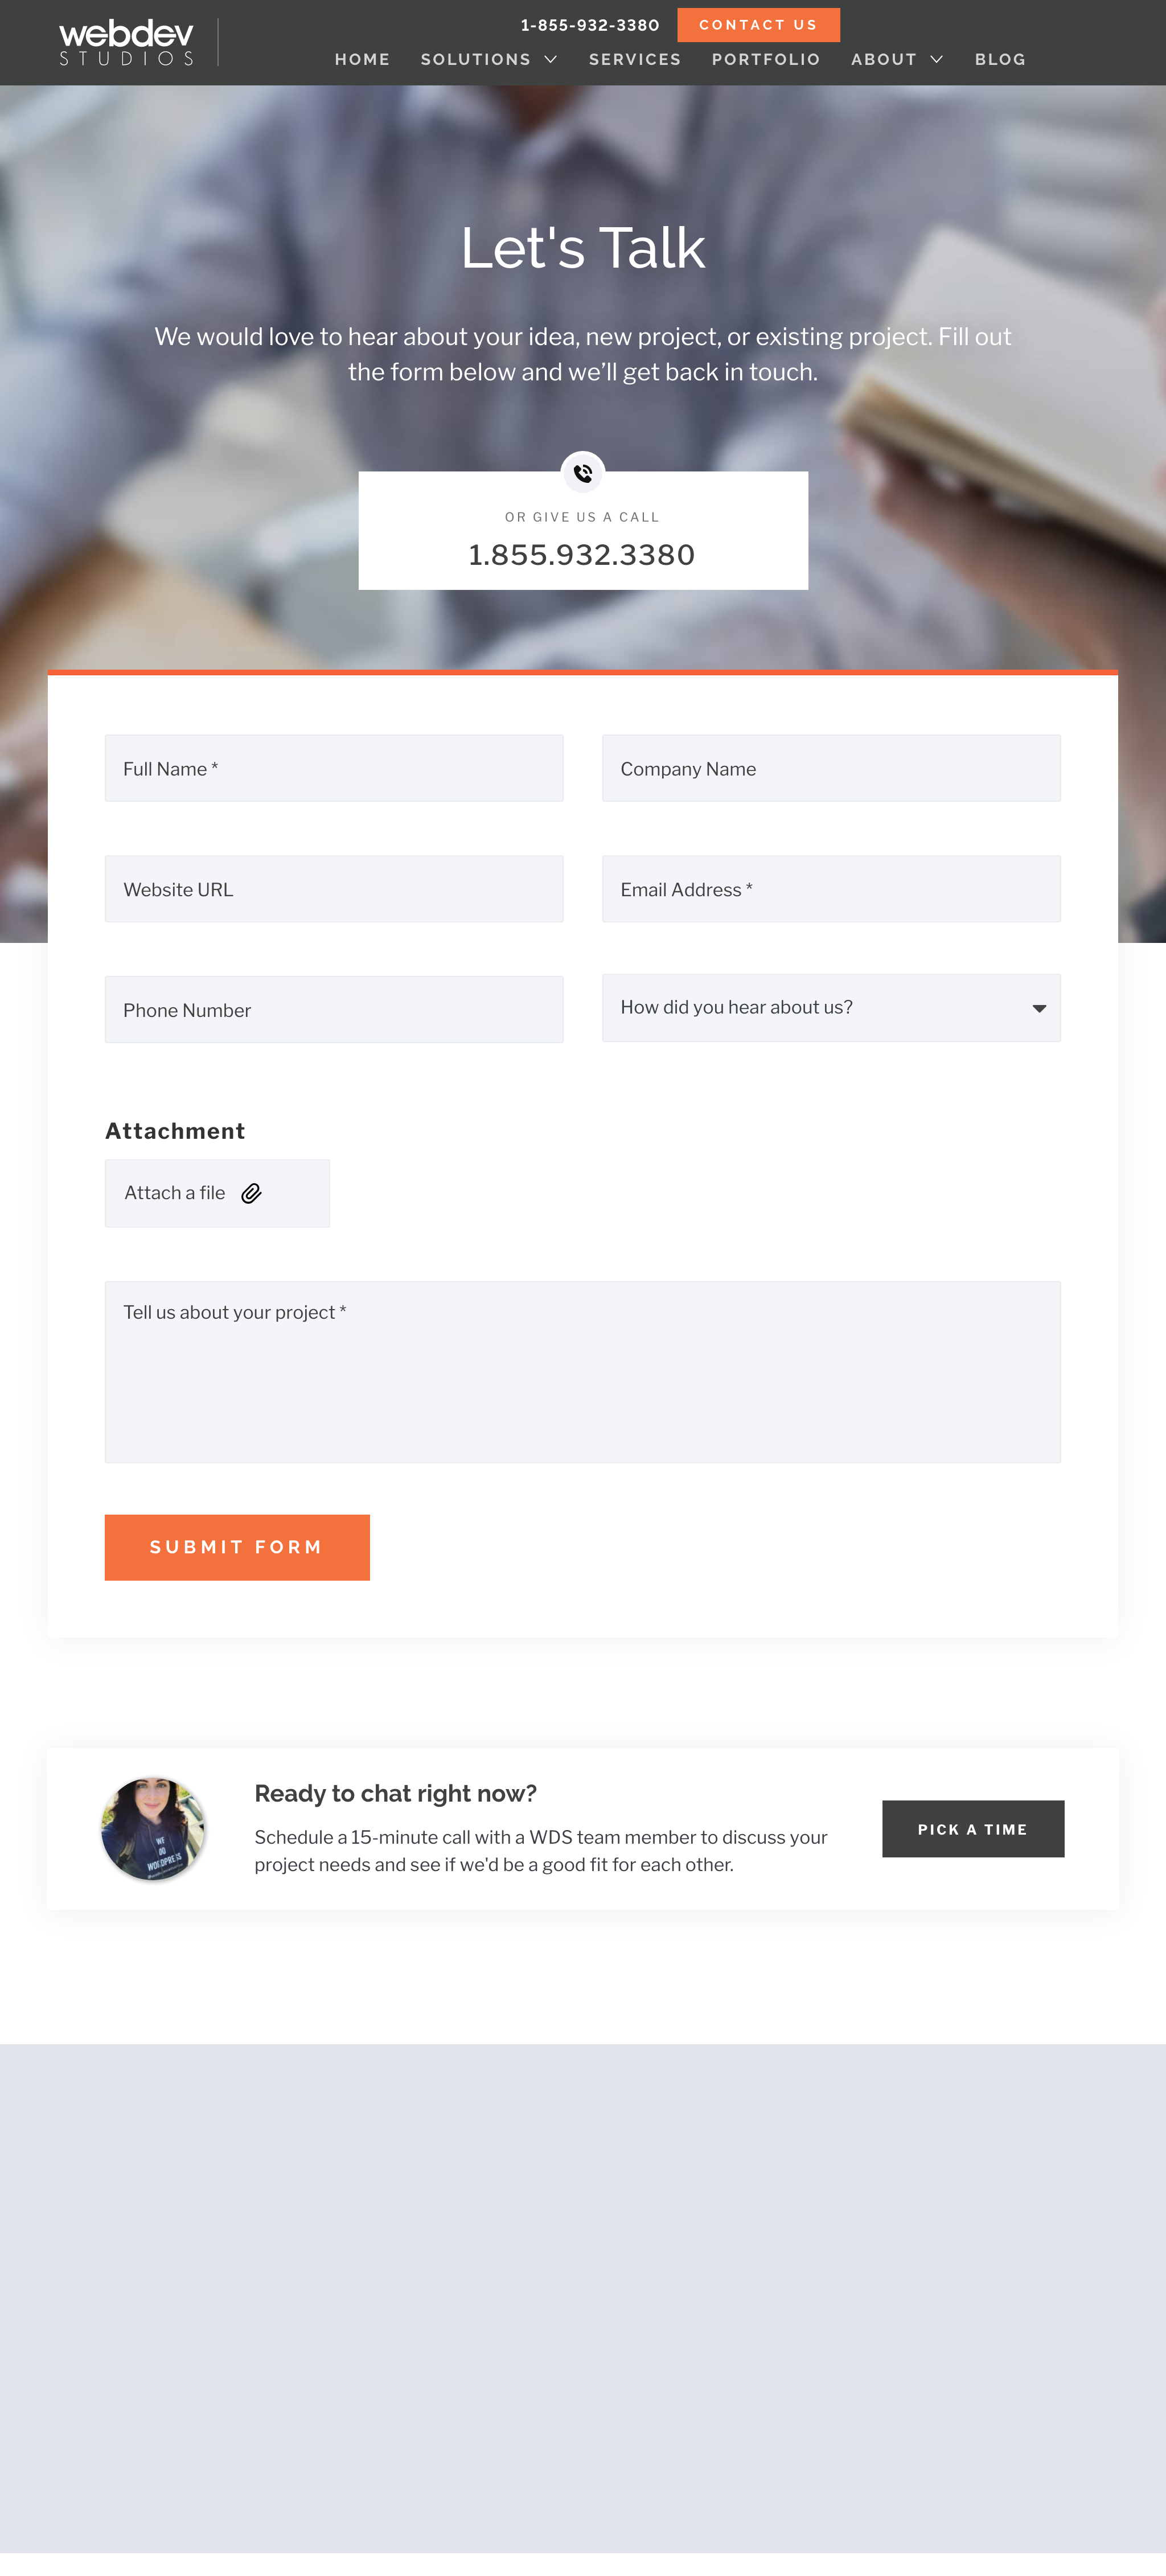 webdev
STUDIOS
1-855-932-3380
CONTACT US
HOME SOLUTIONS SERVICES PORTFOLIO ABOUT BLOG
Let's Talk
We would love to hear about your idea, new project, or existing project. Fill out
the form below and we’ll get back in touch.
OR GIVE US A CALL
1.855.932.3380
Full Name *
Company Name
Website URL
Email Address *
Phone Number
How did you hear about us?
Attachment
Attach a file
Tell us about your project *
SUBMIT FORM
WE
DO
WORDPRESS
Ready to chat right now?
Schedule a 15-minute call with a WDS team member to discuss your
project needs and see if we'd be a good fit for each other.
PICK A TIME